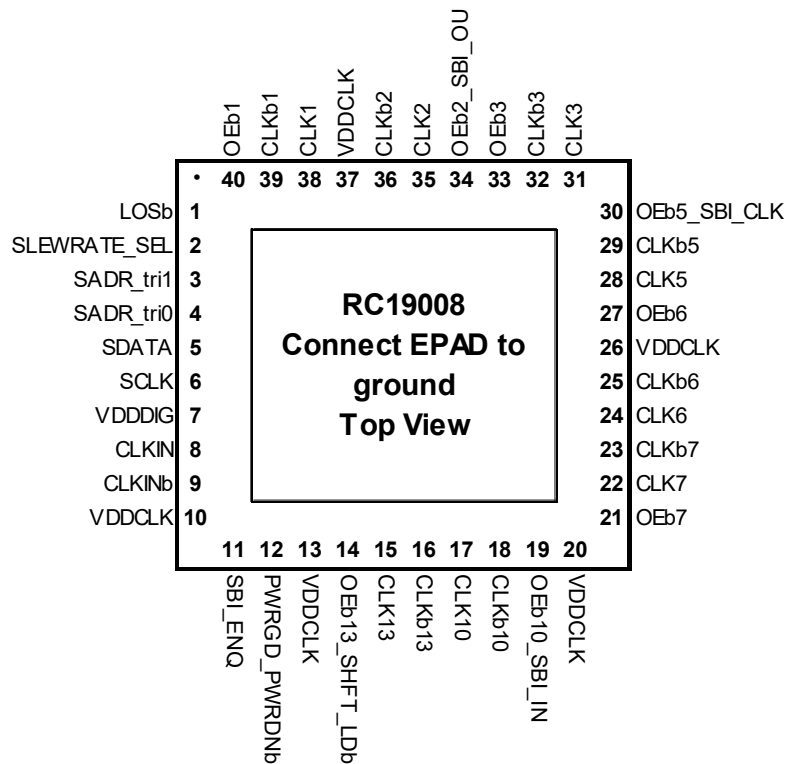 OEb1
CLKb1
CLK1
VDDCLK
CLKb2
CLK2
OEb2_SBI_OU
OEb3
CLKb3
CLK3
40 39 38 37 36 35 34 33 32 31
LOSb 1
SLEWRATE_SEL 2
SADR_tri1 3
SADR_tri0 4
SDATA 5
SCLK 6
VDDDIG 7
CLKIN 8
CLKINb 9
VDDCLK 10
RC19008
Connect EPAD to
ground
Top View
30 OEb5_SBI_CLK
29 CLKb5
28 CLK5
27 OEb6
26 VDDCLK
25 CLKb6
24 CLK6
23 CLKb7
22 CLK7
21 OEb7
11 12 13 14 15 16 17 18 19 20
SBI_ENQ
PWRGD_PWRDNb
VDDCLK
OEb13_SHFT_LDb
CLK13
CLKb13
CLK10
CLKb10
OEb10_SBI_IN
VDDCLK